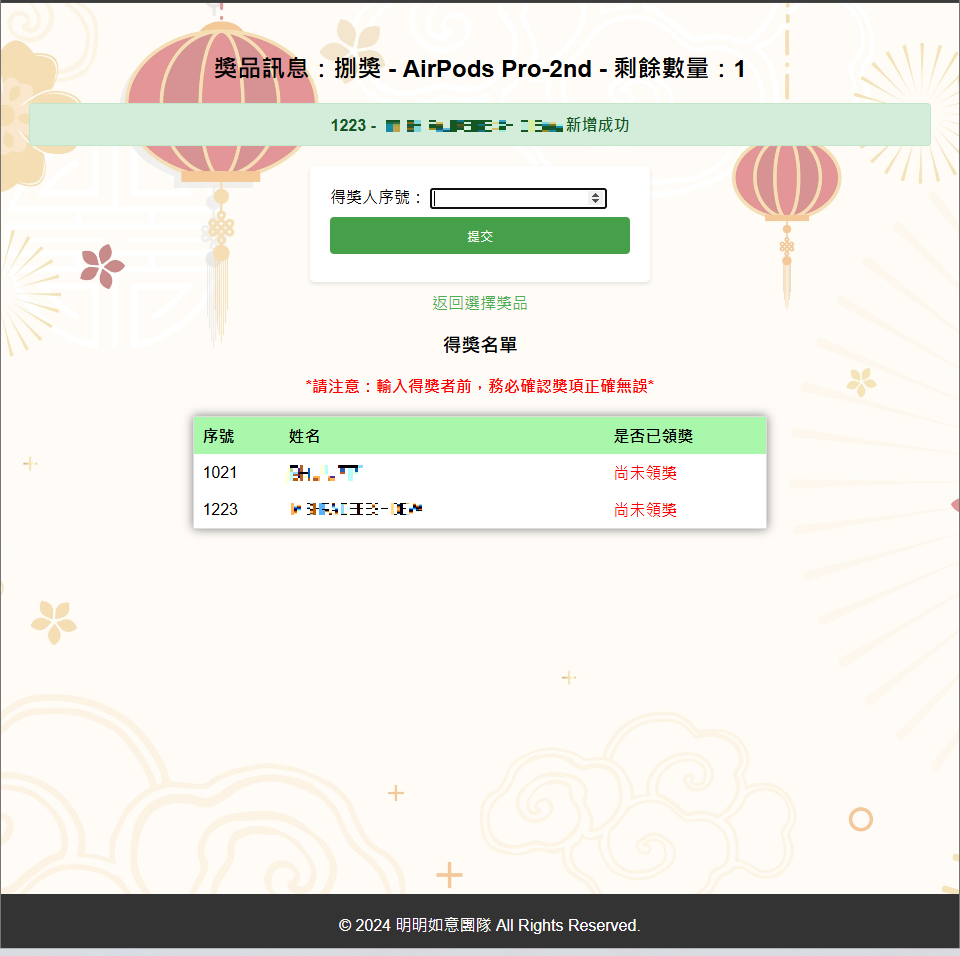 獎品訊息：捌獎 - AirPods Pro-2nd - 剩餘數量：1
1223 - 新增成功
得獎人序號：
提交
返回選擇獎品
得獎名單
*請注意：輸入得獎者前，務必確認獎項正確無誤*
序號 姓名 是否已領獎
1021 尚未領獎
1223 尚未領獎
© 2024 明明如意團隊 All Rights Reserved.